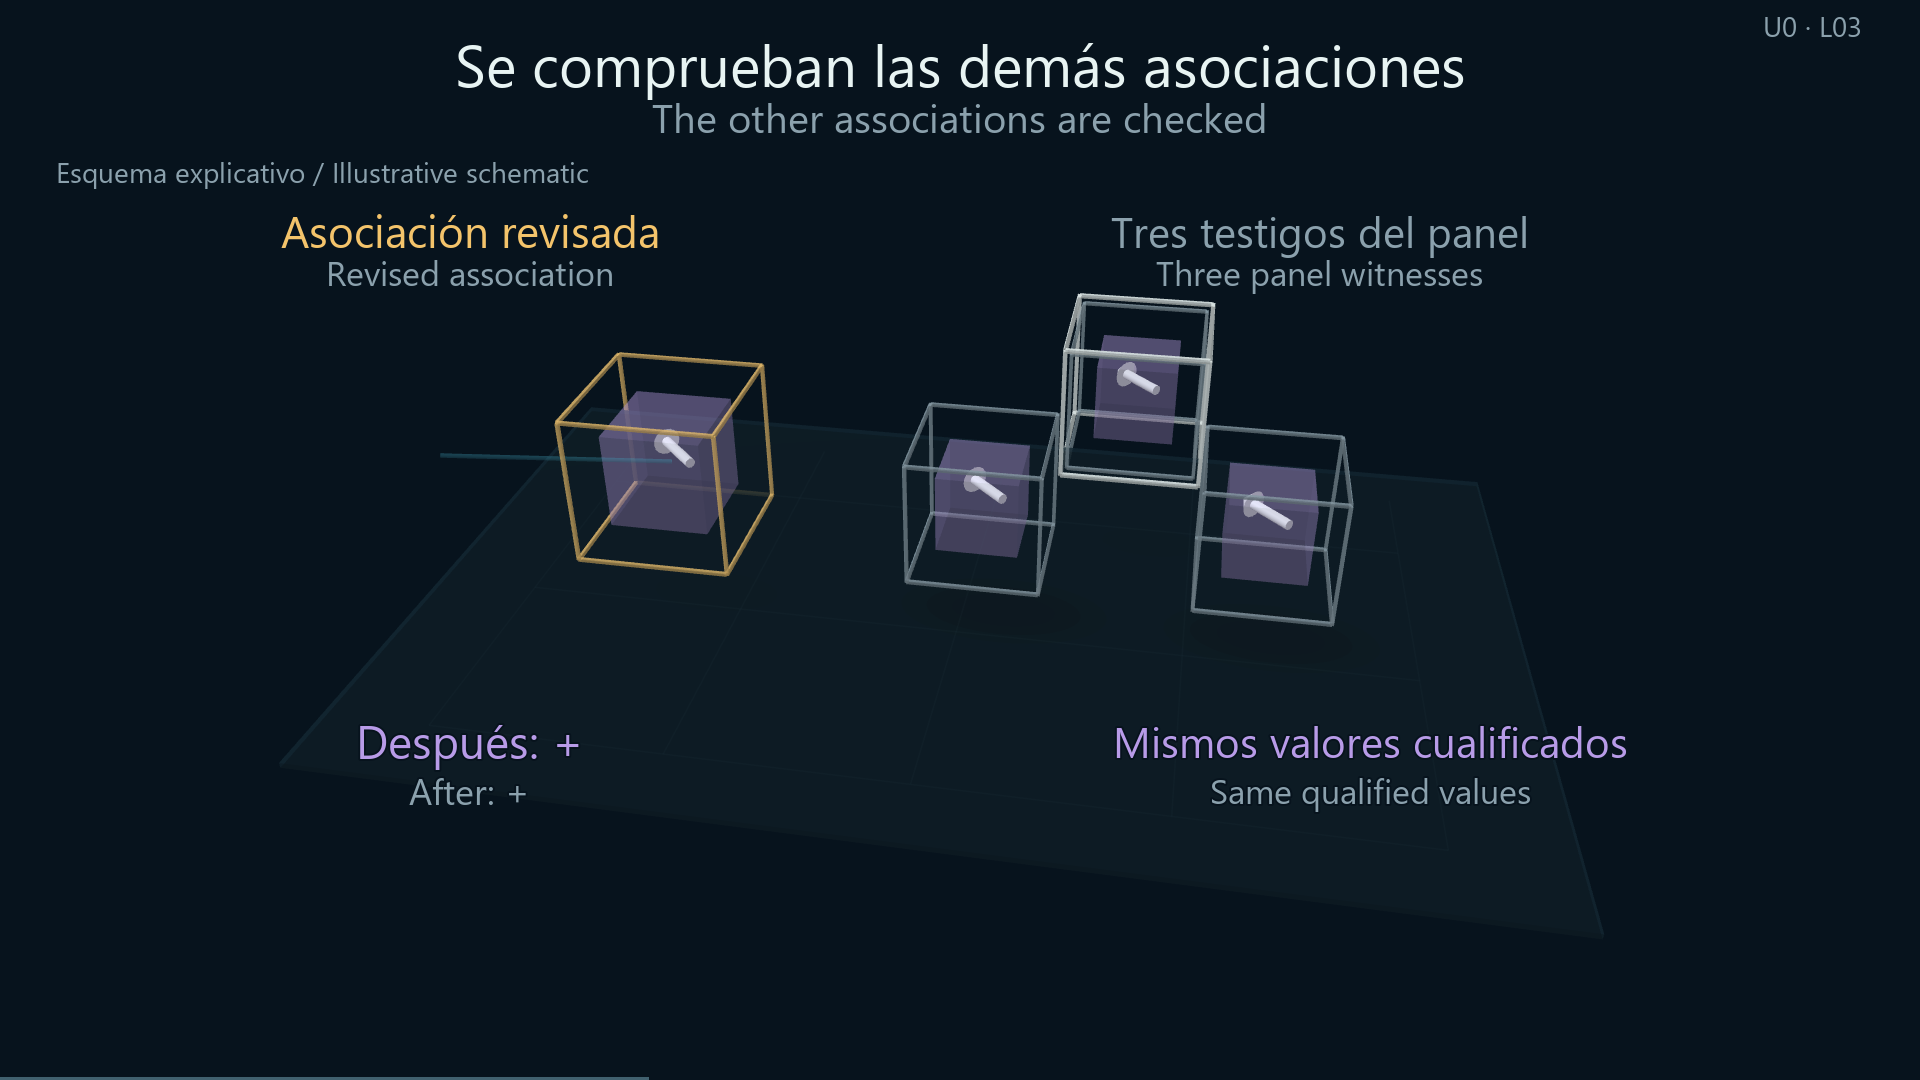 U0 · L03
Se comprueban las demás asociaciones
The other associations are checked
Esquema explicativo / Illustrative schematic
Asociación revisada
Revised association
Tres testigos del panel
Three panel witnesses
Después: +
After: +
Mismos valores cualificados
Same qualified values